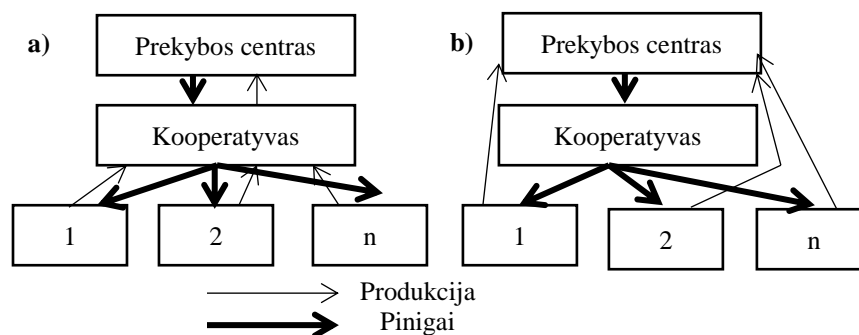 a) Prekybos centras
Kooperatyvas
1 2 n
b) Prekybos centras
Kooperatyvas
1 2 n
Produkcija
Pinigai